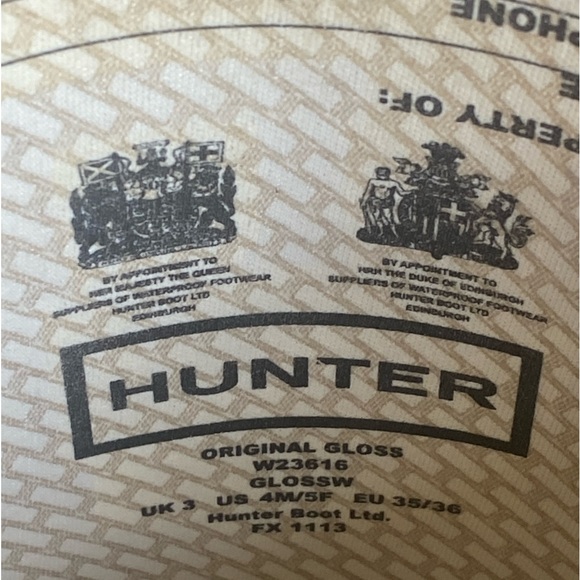 PHONE
PERTY OF:
BY APPOINTMENT TO
HER MAJESTY THE QUEEN
SUPPLIERS OF WATERPROOF FOOTWEAR
HUNTER BOOT LTD
EDINBURGH
BY APPOINTMENT TO
HRH THE DUKE OF EDINBURGH
SUPPLIERS OF WATERPROOF FOOTWEAR
HUNTER BOOT LTD
EDINBURGH
HUNTER
ORIGINAL GLOSS
W23616
GLOSSW
UK 3 US 4M/5F EU 35/36
Hunter Boot Ltd.
FX 1113